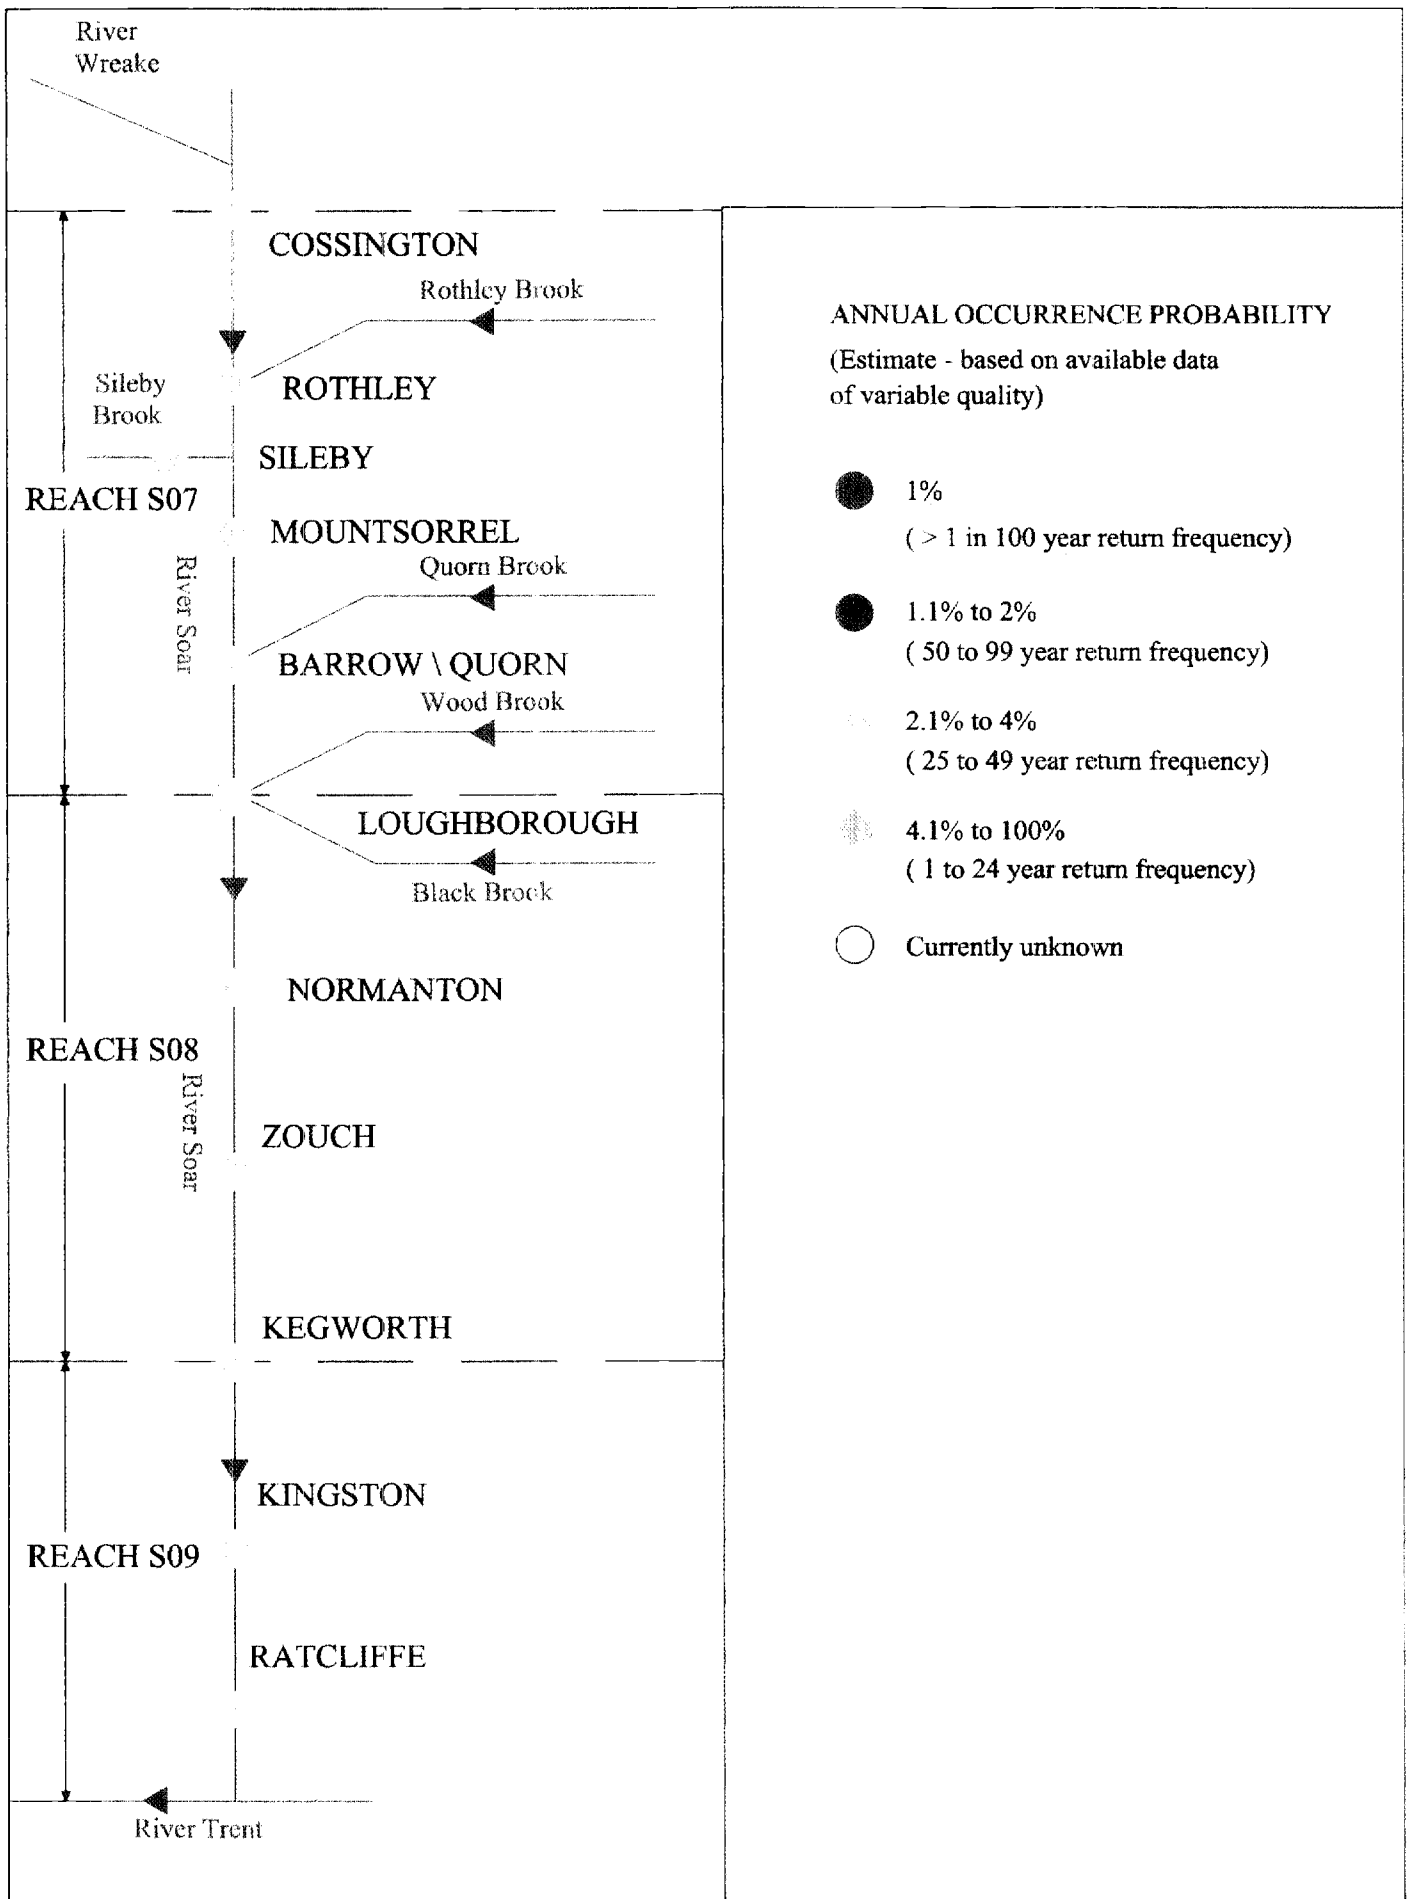 River
Wreake
COSSINGTON
Rothley Brook
Sileby
Brook
ROTHLEY
SILEBY
REACH S07
MOUNTSORREL
Quorn Brook
River Soar
BARROW \ QUORN
Wood Brook
LOUGHBOROUGH
Black Brook
NORMANTON
REACH S08
River Soar
ZOUCH
KEGWORTH
KINGSTON
REACH S09
RATCLIFFE
River Trent
ANNUAL OCCURRENCE PROBABILITY
(Estimate - based on available data
of variable quality)
1%
( > 1 in 100 year return frequency)
1.1% to 2%
( 50 to 99 year return frequency)
2.1% to 4%
( 25 to 49 year return frequency)
4.1% to 100%
( 1 to 24 year return frequency)
Currently unknown